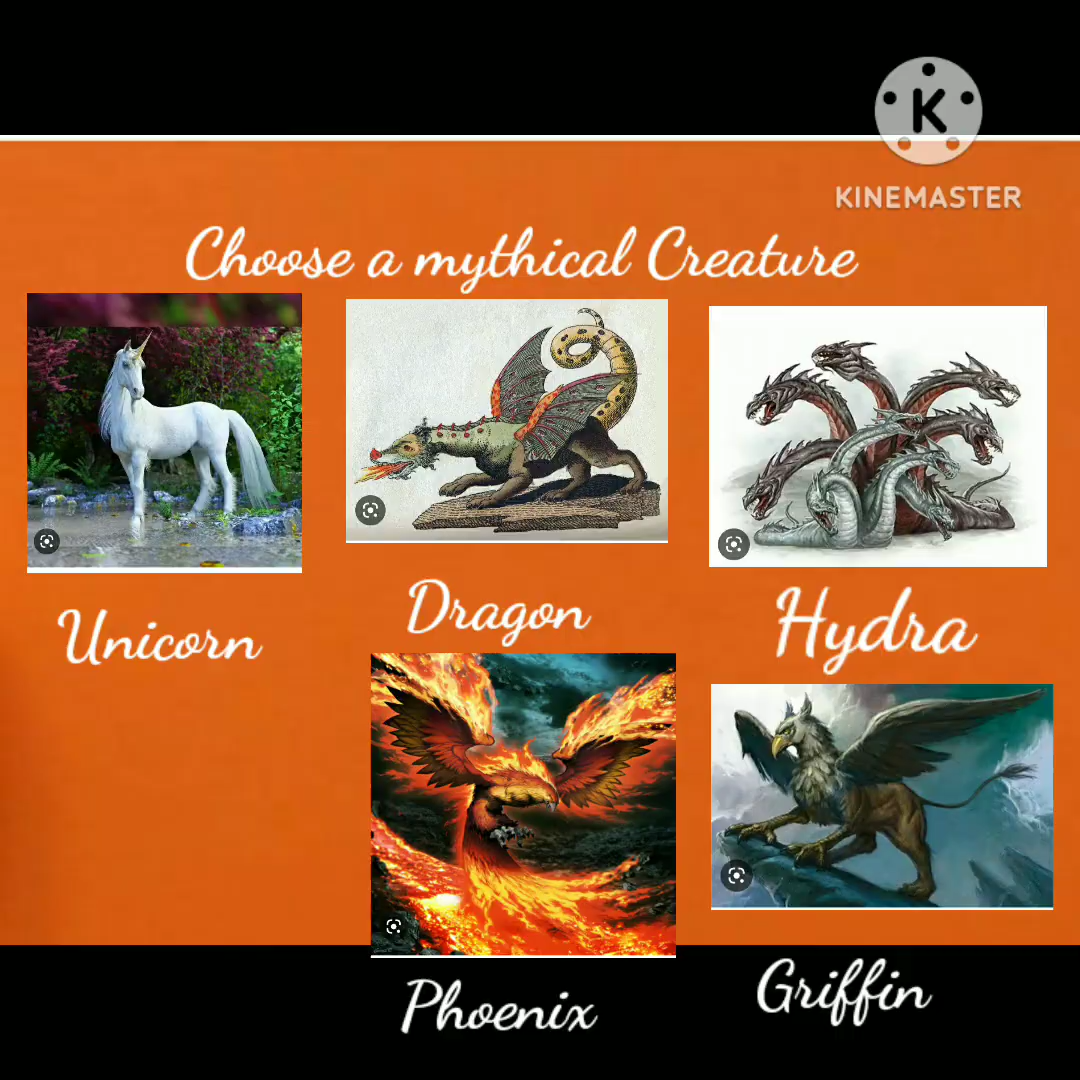 K
KINEMASTER
Choose a mythical Creature
Unicorn
Dragon
Hydra
Phoenix
Griffin